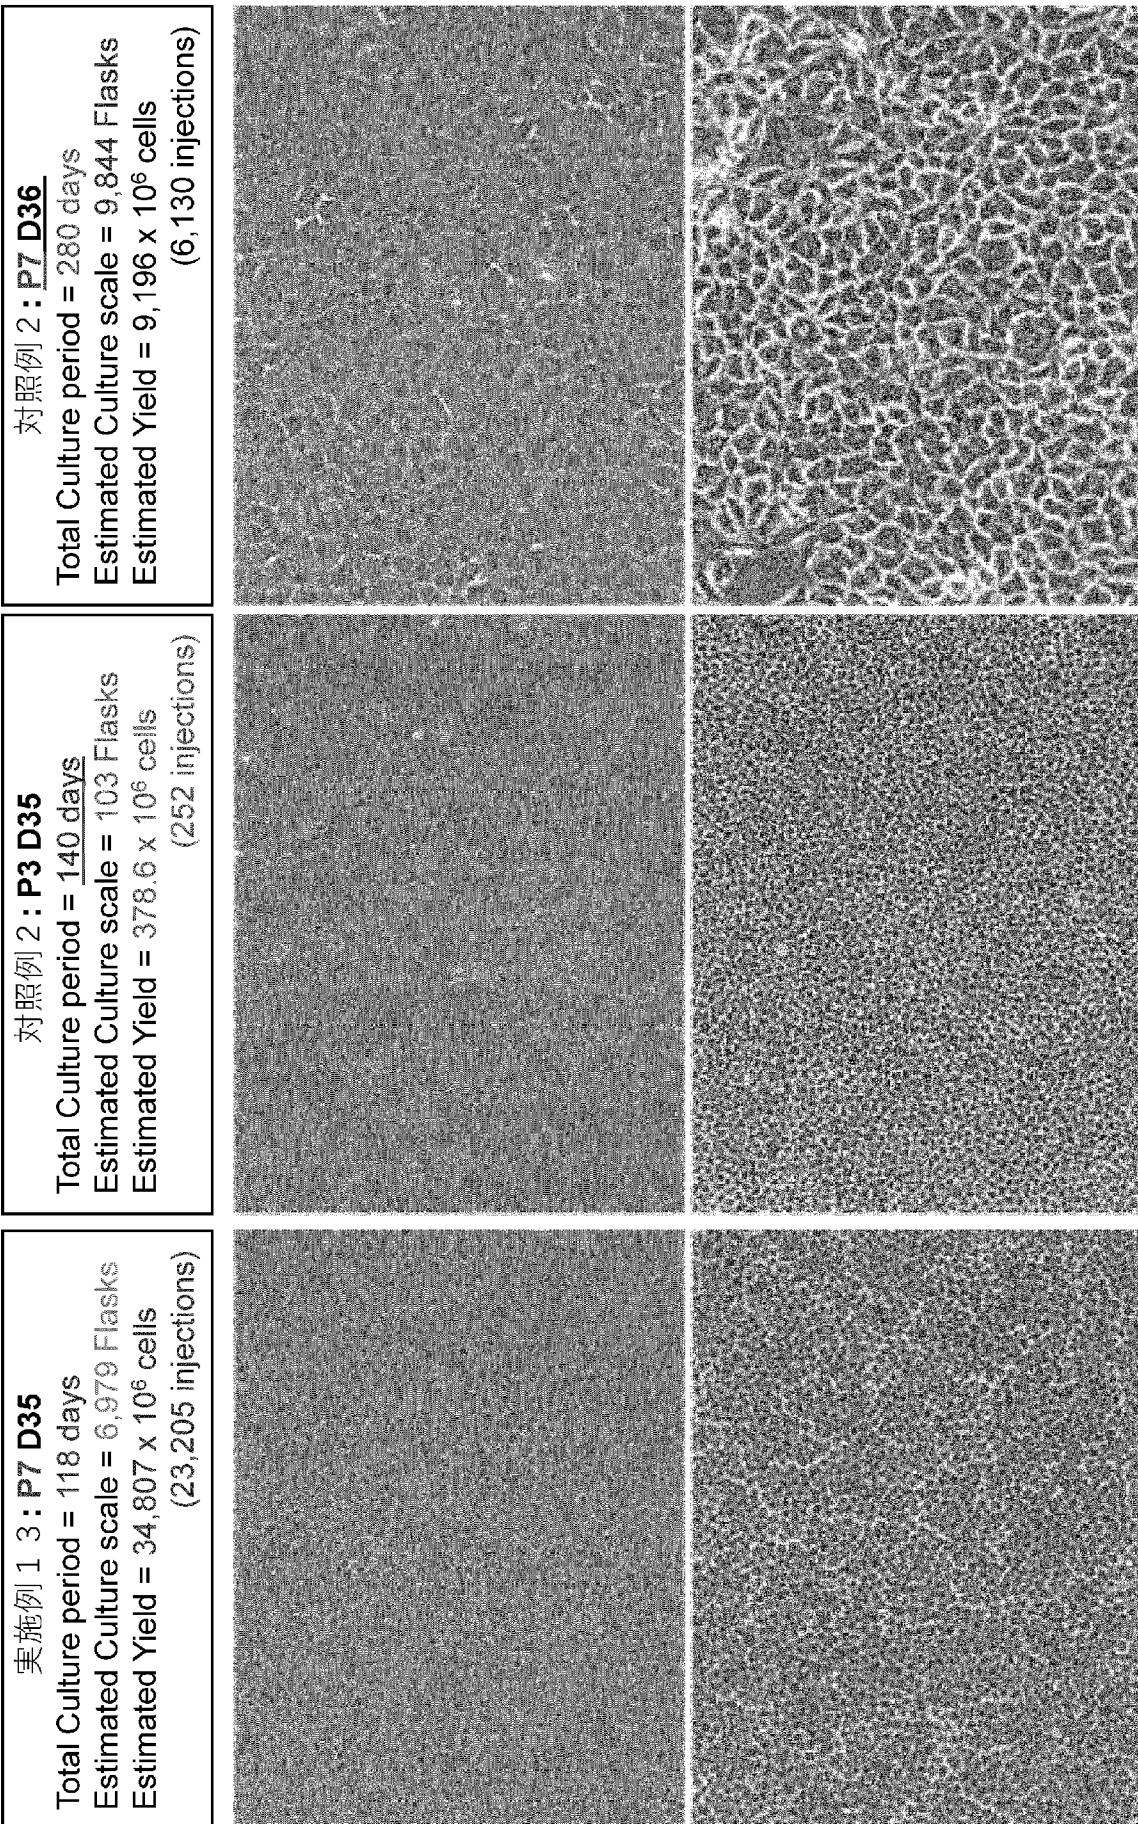 実施例１３：P7 D35
Total Culture period = 118 days
Estimated Culture scale = 6,979 Flasks
Estimated Yield = 34,807 x 10⁶ cells
(23,205 injections)
対照例２：P3 D35
Total Culture period = 140 days
Estimated Culture scale = 103 Flasks
Estimated Yield = 378.6 x 10⁶ cells
(252 injections)
対照例２：P7 D36
Total Culture period = 280 days
Estimated Culture scale = 9,844 Flasks
Estimated Yield = 9,196 x 10⁶ cells
(6,130 injections)